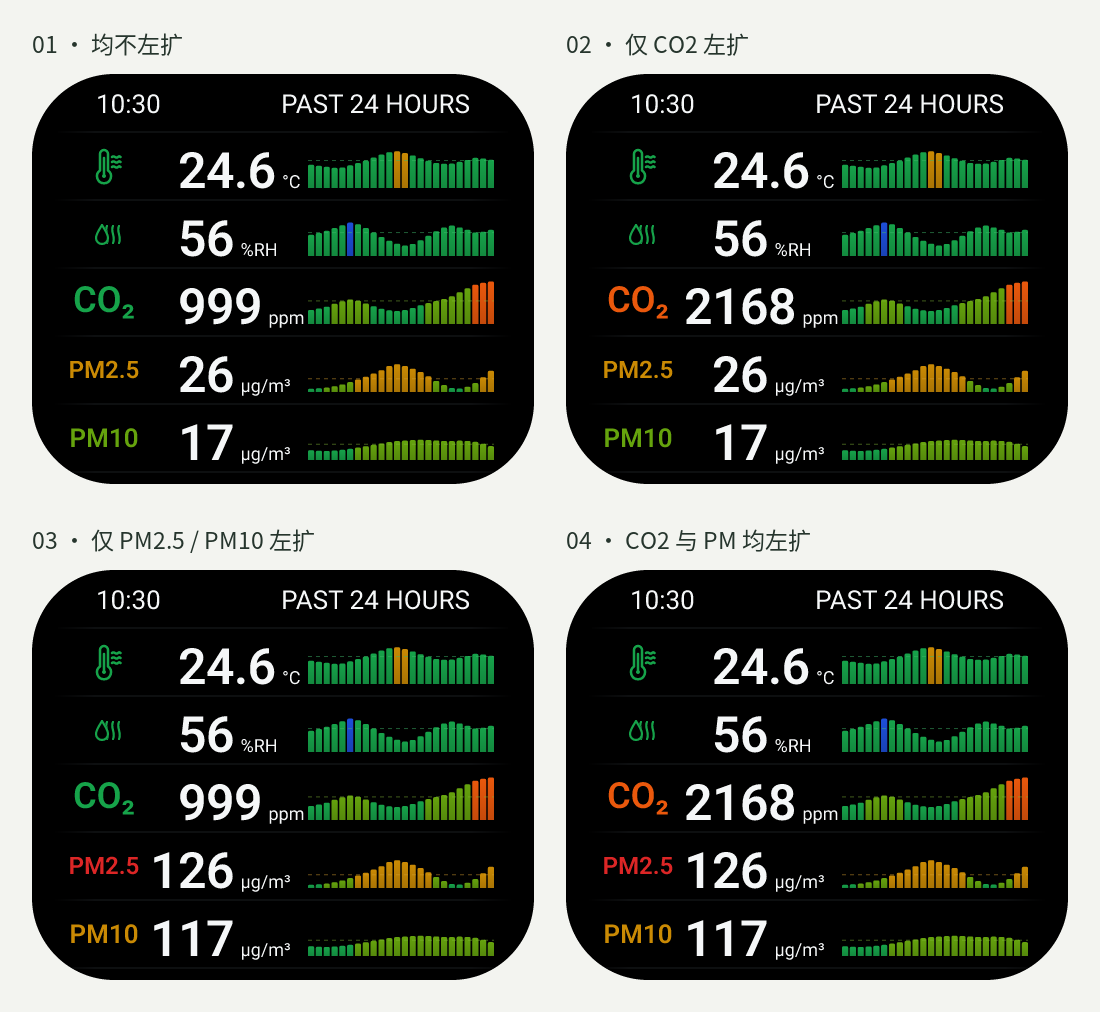 01 · 均不左扩
10:30 PAST 24 HOURS
24.6 °C
56 %RH
CO₂ 999 ppm
PM2.5 26 µg/m³
PM10 17 µg/m³
02 · 仅 CO2 左扩
10:30 PAST 24 HOURS
24.6 °C
56 %RH
CO₂ 2168 ppm
PM2.5 26 µg/m³
PM10 17 µg/m³
03 · 仅 PM2.5 / PM10 左扩
10:30 PAST 24 HOURS
24.6 °C
56 %RH
CO₂ 999 ppm
PM2.5 126 µg/m³
PM10 117 µg/m³
04 · CO2 与 PM 均左扩
10:30 PAST 24 HOURS
24.6 °C
56 %RH
CO₂ 2168 ppm
PM2.5 126 µg/m³
PM10 117 µg/m³